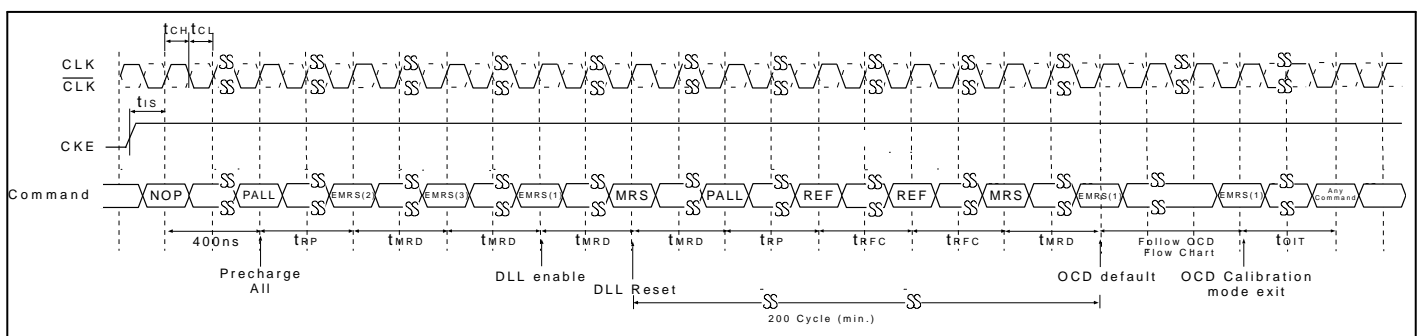 tCH tCL
CLK
CLK
tIS
CKE
Command NOP PALL EMRS(2) EMRS(3) EMRS(1) MRS PALL REF REF MRS EMRS(1) EMRS(1) Any Command
400ns tRP tMRD tMRD tMRD tMRD tRP tRFC tRFC tMRD Follow OCD Flow Chart tOIT
Precharge All
DLL enable
DLL Reset
OCD default
OCD Calibration mode exit
200 Cycle (min.)